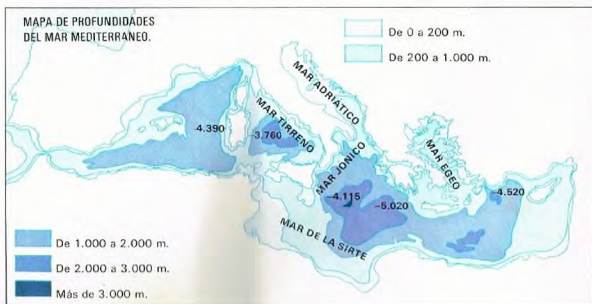 MAPA DE PROFUNDIDADES
DEL MAR MEDITERRANEO.
De 0 a 200 m.
De 200 a 1.000 m.
MAR ADRIATICO
MAR TIRRENO
4.390
-3.760
MAR JONICO
MAR EGEO
-4.115
-5.020
-4.520
MAR DE LA SIRTE
De 1.000 a 2.000 m.
De 2.000 a 3.000 m.
Más de 3.000 m.